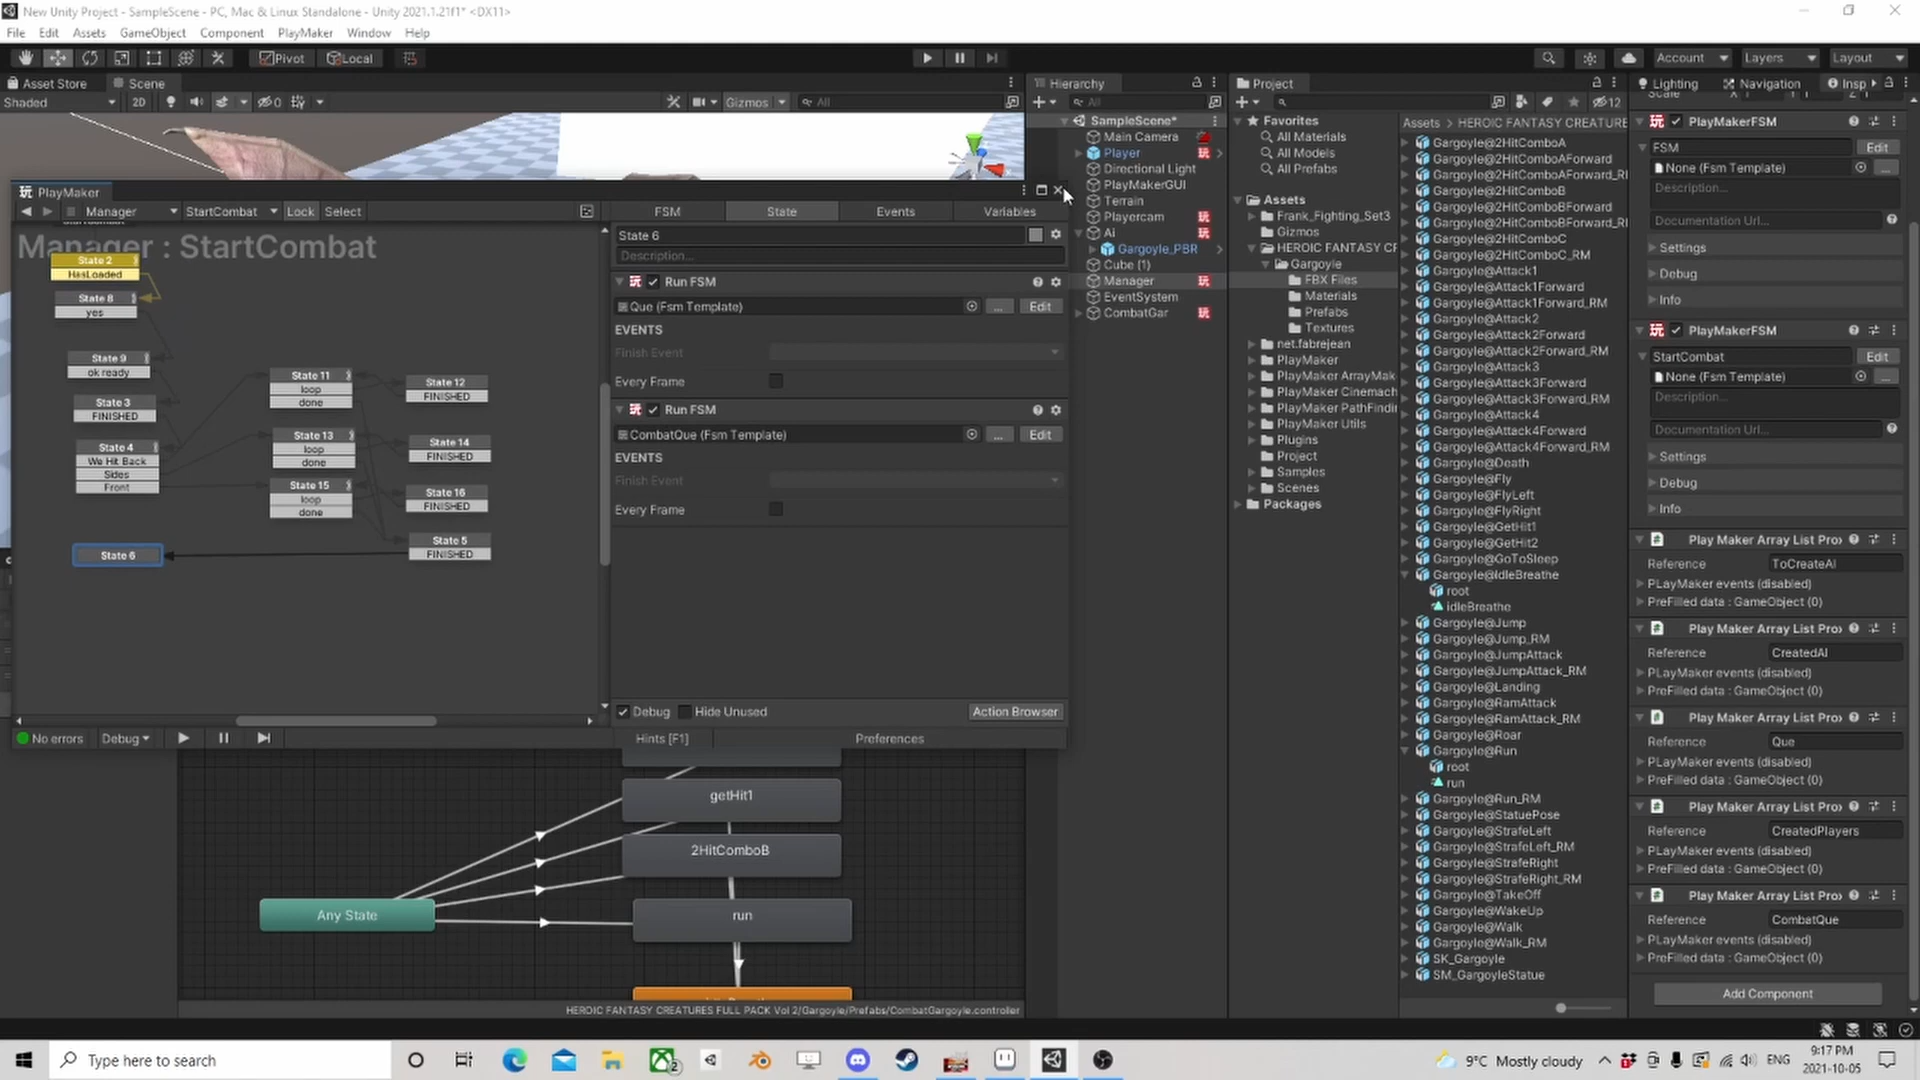 New Unity Project - SampleScene - PC, Mac & Linux Standalone - Unity 2021.1.21f1* <DX11>
File Edit Assets GameObject Component PlayMaker Window Help
Pivot Local Account Layers Layout
Asset Store Scene
Shaded 2D 0 Gizmos All
Hierarchy
All
SampleScene*
Main Camera
Player
Directional Light
PlayMakerGUI
Terrain
Playercam
Ai
Gargoyle_PBR
Cube (1)
Manager
EventSystem
CombatGar
PlayMaker
Manager StartCombat Lock Select
Manager : StartCombat
State 2
HasLoaded
State 8
yes
State 9
ok ready
State 3
FINISHED
State 4
We Hit Back
Sides
Front
State 6
State 11
loop
done
State 13
loop
done
State 15
loop
done
State 12
FINISHED
State 14
FINISHED
State 16
FINISHED
State 5
FINISHED
No errors Debug
FSM State Events Variables
State 6
Description...
Run FSM
Que (Fsm Template) ... Edit
EVENTS
Finish Event
Every Frame
Run FSM
CombatQue (Fsm Template) ... Edit
EVENTS
Finish Event
Every Frame
Debug Hide Unused Action Browser
Hints [F1] Preferences
getHit1
2HitComboB
Any State
run
HEROIC FANTASY CREATURES FULL PACK Vol 2/Gargoyle/Prefabs/CombatGargoyle.controller
Project
12
Favorites
All Materials
All Models
All Prefabs
Assets
Frank_Fighting_Set3
Gizmos
HEROIC FANTASY CF
Gargoyle
FBX Files
Materials
Prefabs
Textures
net.fabrejean
PlayMaker
PlayMaker ArrayMak
PlayMaker Cinemach
PlayMaker PathFindin
PlayMaker Utils
Plugins
Project
Samples
Scenes
Packages
Assets > HEROIC FANTASY CREATURE
Gargoyle@2HitComboA
Gargoyle@2HitComboAForward
Gargoyle@2HitComboAForward_R
Gargoyle@2HitComboB
Gargoyle@2HitComboBForward
Gargoyle@2HitComboBForward_R
Gargoyle@2HitComboC
Gargoyle@2HitComboC_RM
Gargoyle@Attack1
Gargoyle@Attack1Forward
Gargoyle@Attack1Forward_RM
Gargoyle@Attack2
Gargoyle@Attack2Forward
Gargoyle@Attack2Forward_RM
Gargoyle@Attack3
Gargoyle@Attack3Forward
Gargoyle@Attack3Forward_RM
Gargoyle@Attack4
Gargoyle@Attack4Forward
Gargoyle@Attack4Forward_RM
Gargoyle@Death
Gargoyle@Fly
Gargoyle@FlyLeft
Gargoyle@FlyRight
Gargoyle@GetHit1
Gargoyle@GetHit2
Gargoyle@GoToSleep
Gargoyle@IdleBreathe
root
idleBreathe
Gargoyle@Jump
Gargoyle@Jump_RM
Gargoyle@JumpAttack
Gargoyle@JumpAttack_RM
Gargoyle@Landing
Gargoyle@RamAttack
Gargoyle@RamAttack_RM
Gargoyle@Roar
Gargoyle@Run
root
run
Gargoyle@Run_RM
Gargoyle@StatuePose
Gargoyle@StrafeLeft
Gargoyle@StrafeLeft_RM
Gargoyle@StrafeRight
Gargoyle@StrafeRight_RM
Gargoyle@TakeOff
Gargoyle@WakeUp
Gargoyle@Walk
Gargoyle@Walk_RM
SK_Gargoyle
SM_GargoyleStatue
Lighting Navigation Insp
PlayMakerFSM
FSM Edit
None (Fsm Template) ...
Description...
Documentation Url...
Settings
Debug
Info
PlayMakerFSM
StartCombat Edit
None (Fsm Template) ...
Description...
Documentation Url...
Settings
Debug
Info
Play Maker Array List Pro
Reference ToCreateAI
PLayMaker events (disabled)
PreFilled data : GameObject (0)
Play Maker Array List Pro
Reference CreatedAI
PLayMaker events (disabled)
PreFilled data : GameObject (0)
Play Maker Array List Pro
Reference Que
PLayMaker events (disabled)
PreFilled data : GameObject (0)
Play Maker Array List Pro
Reference CreatedPlayers
PLayMaker events (disabled)
PreFilled data : GameObject (0)
Play Maker Array List Pro
Reference CombatQue
PLayMaker events (disabled)
PreFilled data : GameObject (0)
Add Component
Type here to search
9°C Mostly cloudy ENG 9:17 PM
2021-10-05